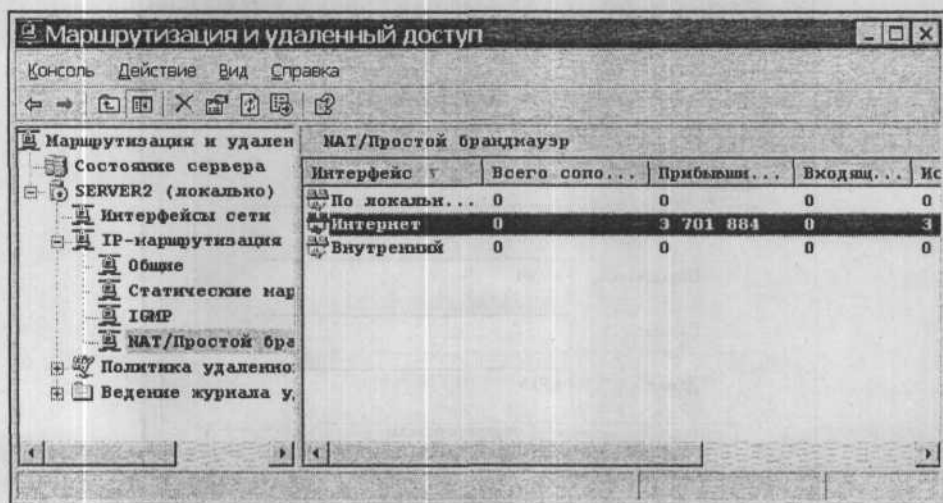 Маршрутизация и удаленный доступ
Консоль Действие Вид Справка
Маршрутизация и удален
Состояние сервера
SERVER2 (локально)
Интерфейсы сети
IP-маршрутизация
Общие
Статические мар
IGMP
NAT/Простой бра
Политика удаленно
Ведение журнала у
NAT/Простой брандмауэр
Интерфейс Всего сопо... Прибывши... Входящ... Ис
По локальн... 0 0 0 0
Интернет 0 3 701 884 0 3
Внутренний 0 0 0 0